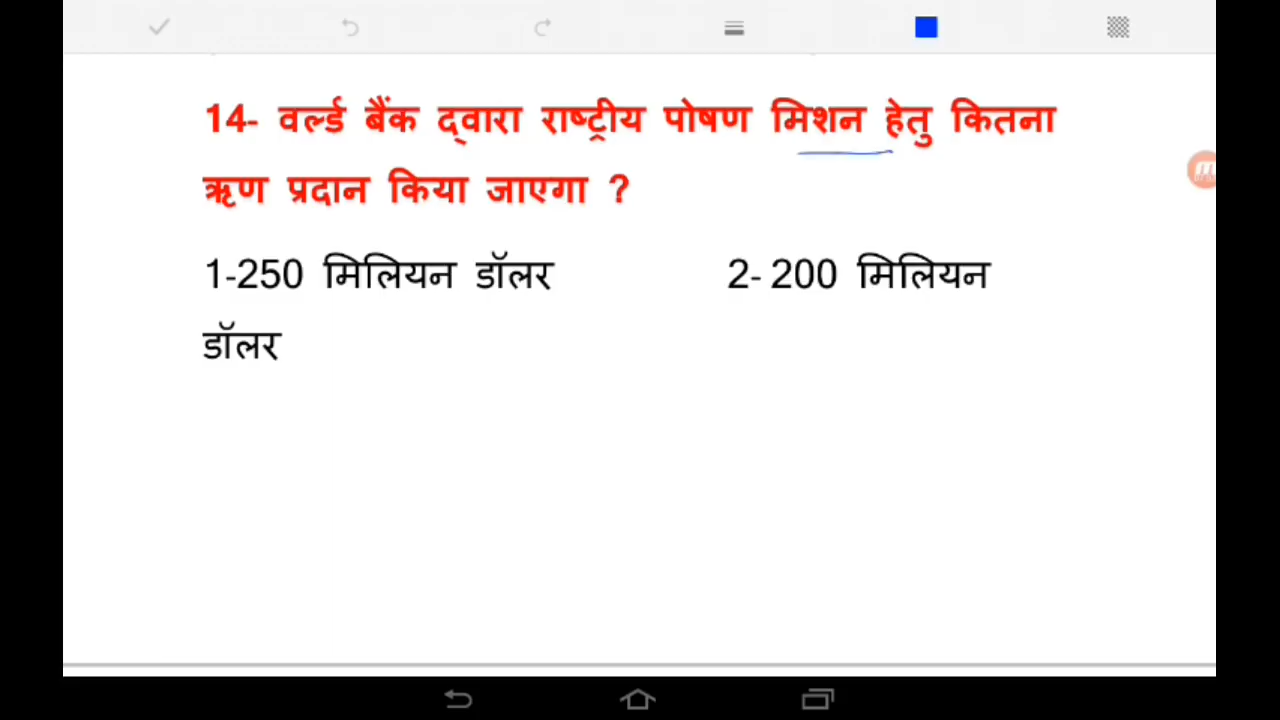 14- वर्ल्ड बैंक द्वारा राष्ट्रीय पोषण मिशन हेतु कितना
ऋण प्रदान किया जाएगा ?
1-250 मिलियन डॉलर 2- 200 मिलियन
डॉलर